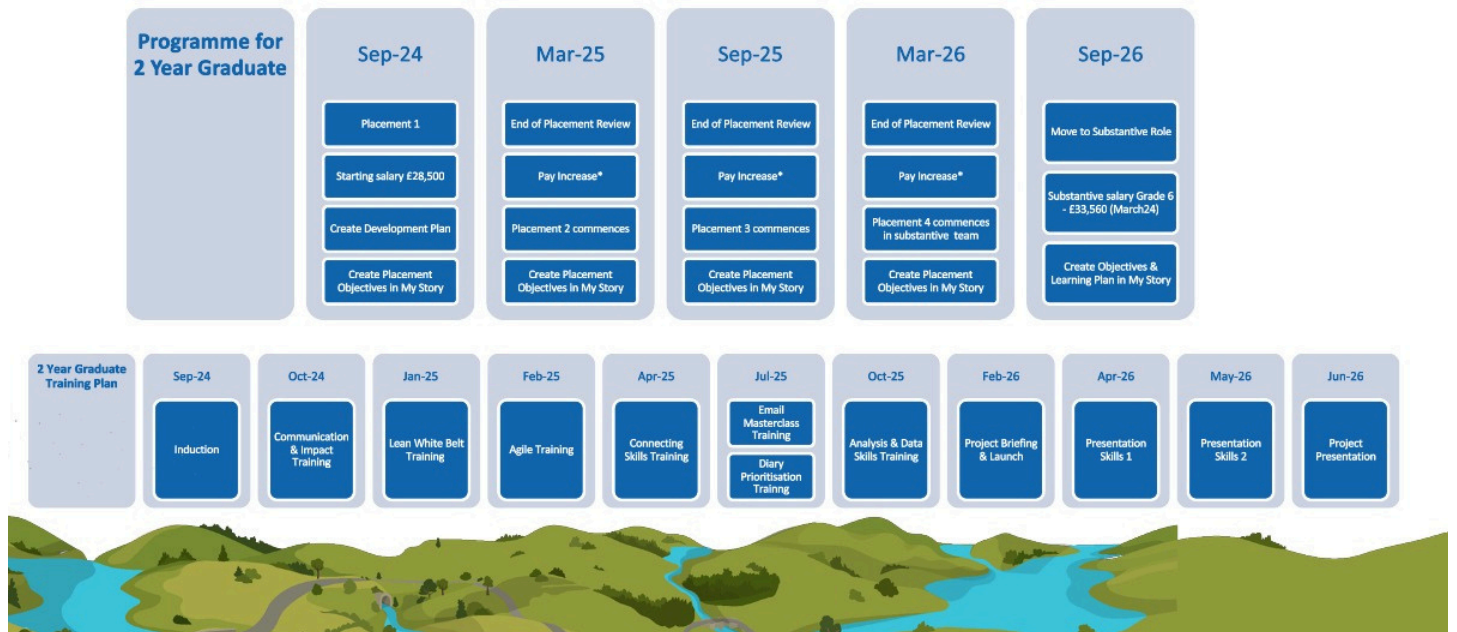 Programme for
2 Year Graduate
Sep-24
Placement 1
Starting salary £28,500
Create Development Plan
Create Placement
Objectives in My Story
Mar-25
End of Placement Review
Pay Increase*
Placement 2 commences
Create Placement
Objectives in My Story
Sep-25
End of Placement Review
Pay Increase*
Placement 3 commences
Create Placement
Objectives in My Story
Mar-26
End of Placement Review
Pay Increase*
Placement 4 commences
in substantive team
Create Placement
Objectives in My Story
Sep-26
Move to Substantive Role
Substantive salary Grade 6
- £33,560 (March24)
Create Objectives &
Learning Plan in My Story
2 Year Graduate
Training Plan
Sep-24
Induction
Oct-24
Communication
& Impact
Training
Jan-25
Lean White Belt
Training
Feb-25
Agile Training
Apr-25
Connecting
Skills Training
Jul-25
Email
Masterclass
Training
Diary
Prioritisation
Trainng
Oct-25
Analysis & Data
Skills Training
Feb-26
Project Briefing
& Launch
Apr-26
Presentation
Skills 1
May-26
Presentation
Skills 2
Jun-26
Project
Presentation